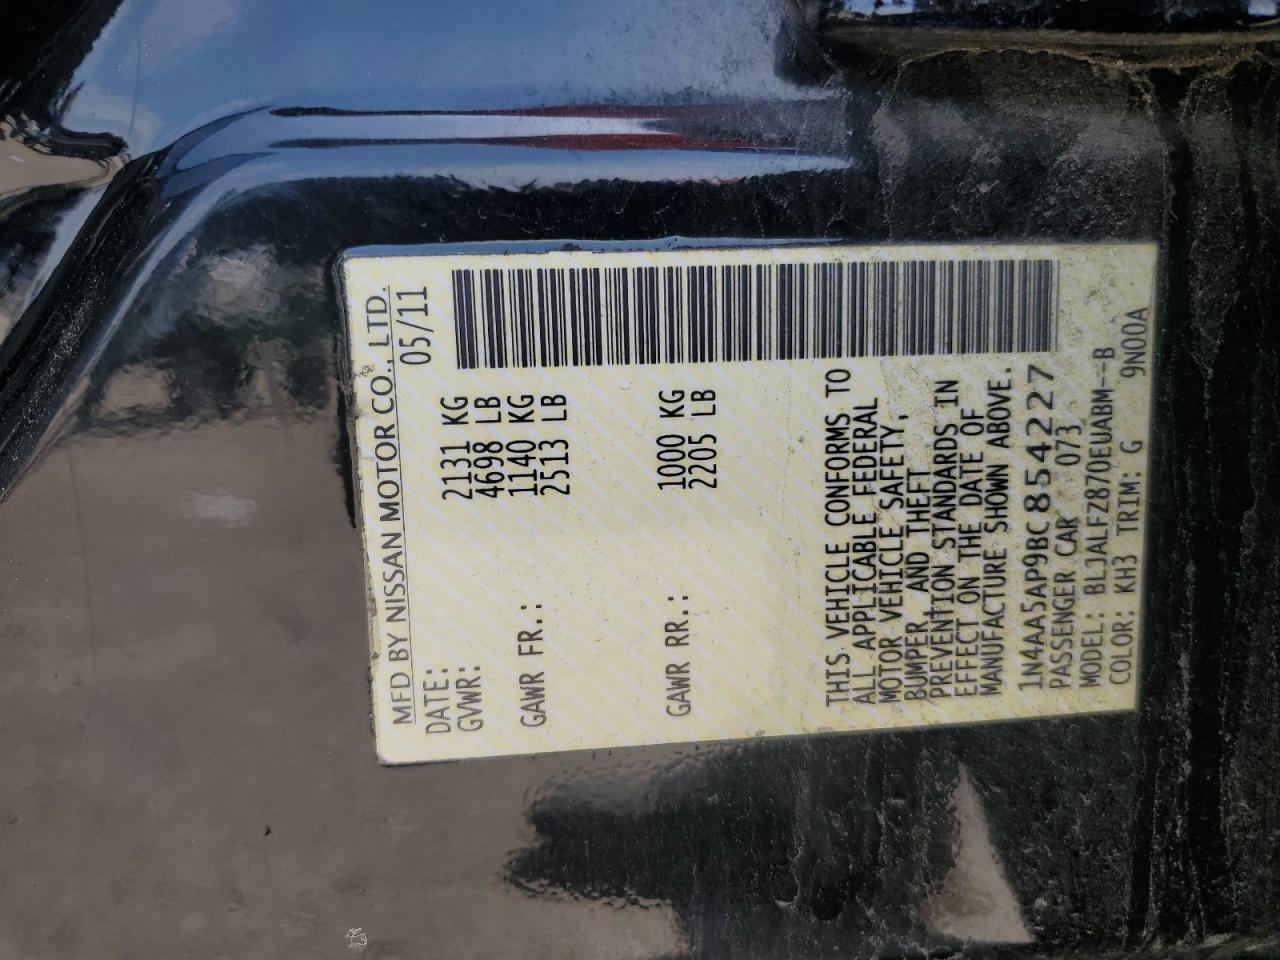 MFD BY NISSAN MOTOR CO., LTD.
DATE: 05/11
GVWR: 2131 KG
4698 LB
GAWR FR.: 1140 KG
2513 LB
GAWR RR.: 1000 KG
2205 LB
THIS VEHICLE CONFORMS TO
ALL APPLICABLE FEDERAL
MOTOR VEHICLE SAFETY,
BUMPER, AND THEFT
PREVENTION STANDARDS IN
EFFECT ON THE DATE OF
MANUFACTURE SHOWN ABOVE.
1N4AA5AP9BC854227
PASSENGER CAR 073
MODEL: BLJALFZ870EUABM--B
COLOR: KH3 TRIM: G 9N00A